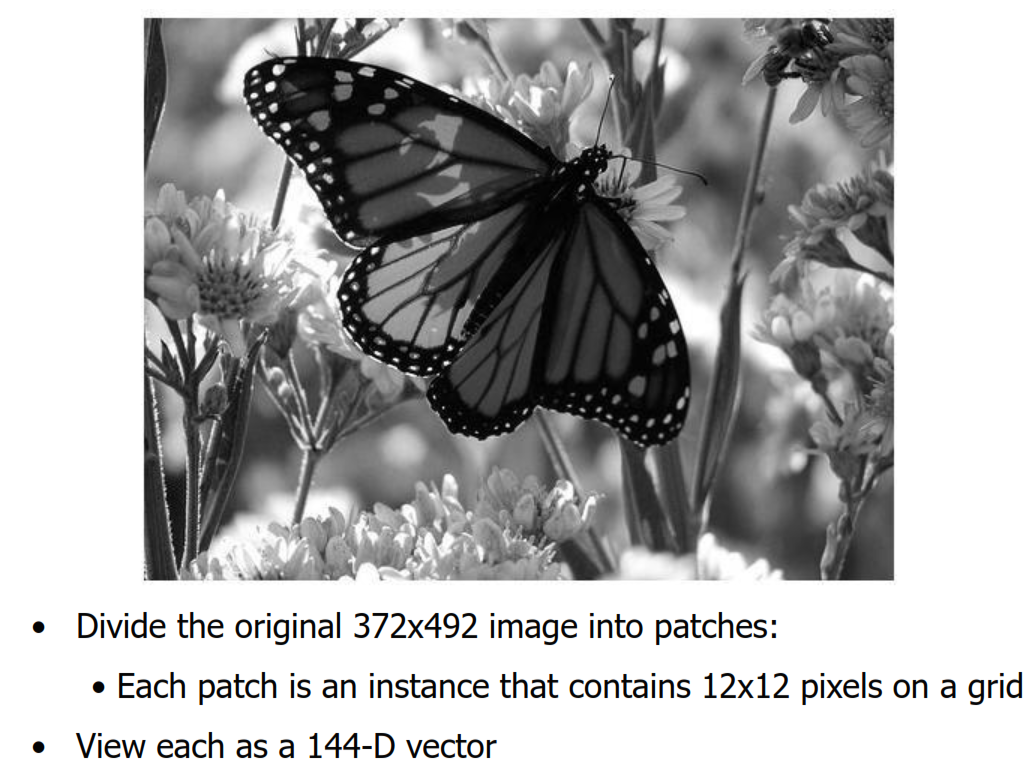 • Divide the original 372x492 image into patches:
• Each patch is an instance that contains 12x12 pixels on a grid
• View each as a 144-D vector